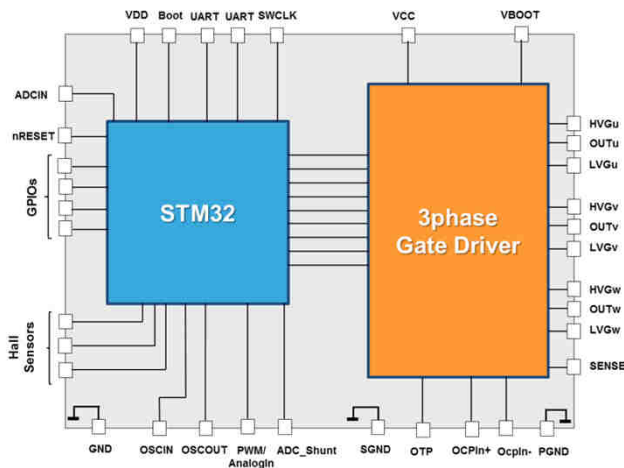 VDD Boot UART UART SWCLK VCC VBOOT
ADCIN
nRESET
GPIOs
STM32
3phase
Gate Driver
HVGu
OUTu
LVGu
HVGv
OUTv
LVGv
HVGw
OUTw
LVGw
SENSE
Hall
Sensors
GND OSCIN OSCOUT PWM/
AnalogIn ADC_Shunt SGND OTP OCPIn+ OcpIn- PGND